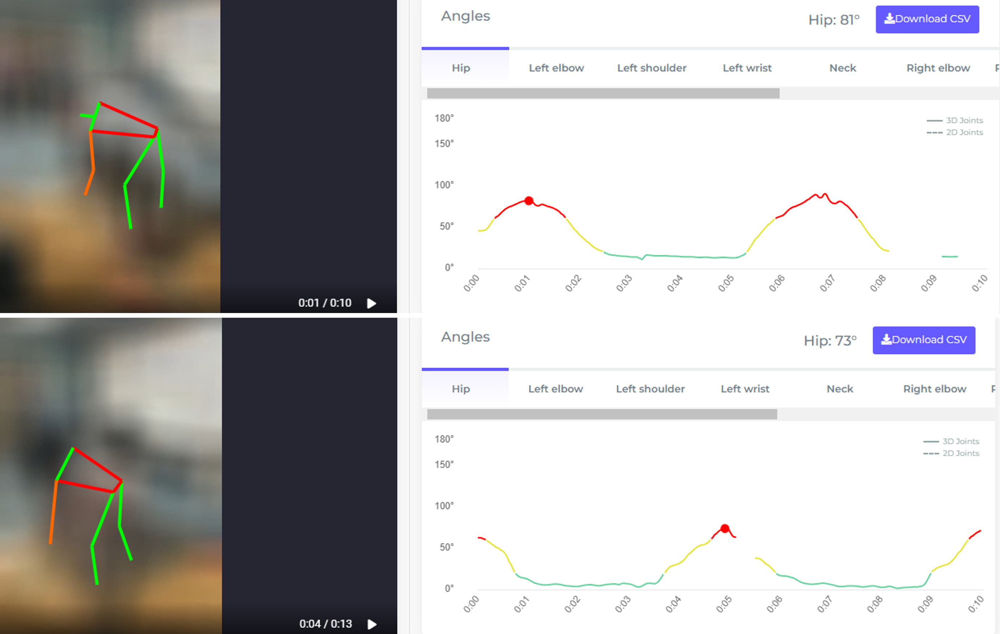 Angles
Hip: 81°
Download CSV
Hip
Left elbow
Left shoulder
Left wrist
Neck
Right elbow
180°
150°
100°
50°
0°
3D Joints
2D Joints
0:00
0:01
0:02
0:03
0:04
0:05
0:06
0:07
0:08
0:09
0:10
0:01 / 0:10
Angles
Hip: 73°
Download CSV
Hip
Left elbow
Left shoulder
Left wrist
Neck
Right elbow
180°
150°
100°
50°
0°
3D Joints
2D Joints
0:00
0:01
0:02
0:03
0:04
0:05
0:06
0:07
0:08
0:09
0:10
0:04 / 0:13